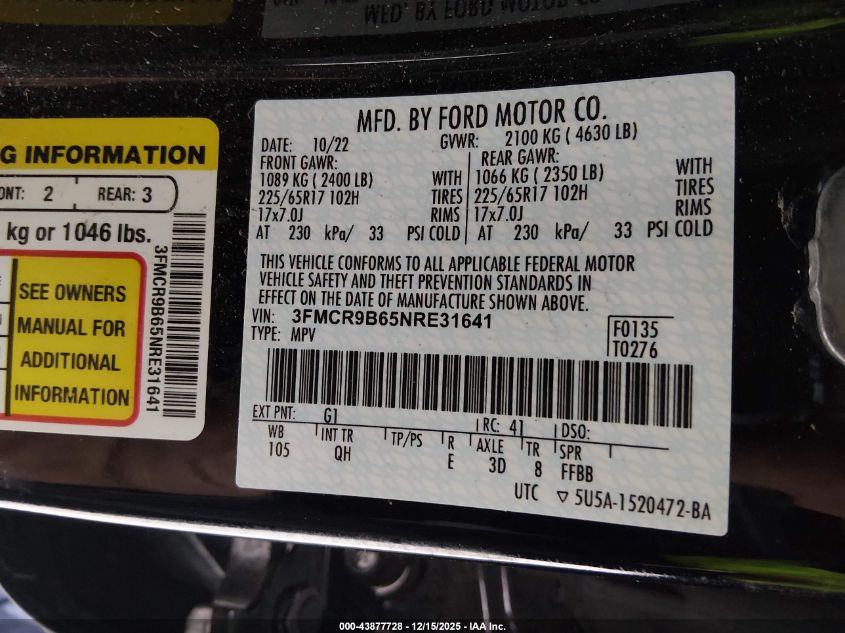 WFD. BY FORD MOTOR CO
G INFORMATION
ONT: 2 REAR: 3
kg or 1046 lbs.
SEE OWNERS
MANUAL FOR
ADDITIONAL
INFORMATION
3FMCR9B65NRE31641
MFD. BY FORD MOTOR CO.
DATE: 10/22 GVWR: 2100 KG ( 4630 LB)
FRONT GAWR: REAR GAWR:
1089 KG ( 2400 LB) WITH 1066 KG ( 2350 LB) WITH
225/65R17 102H TIRES 225/65R17 102H TIRES
17x7.0J RIMS 17x7.0J RIMS
AT 230 kPa/ 33 PSI COLD AT 230 kPa/ 33 PSI COLD
THIS VEHICLE CONFORMS TO ALL APPLICABLE FEDERAL MOTOR
VEHICLE SAFETY AND THEFT PREVENTION STANDARDS IN
EFFECT ON THE DATE OF MANUFACTURE SHOWN ABOVE.
VIN: 3FMCR9B65NRE31641 F0135
TYPE: MPV T0276
EXT PNT: G1 RC: 41 DSO:
WB INT TR TP/PS R AXLE TR SPR
105 QH E 3D 8 FFBB
UTC ▽ 5U5A-1520472-BA
000-43877728 - 12/15/2025 - IAA Inc.